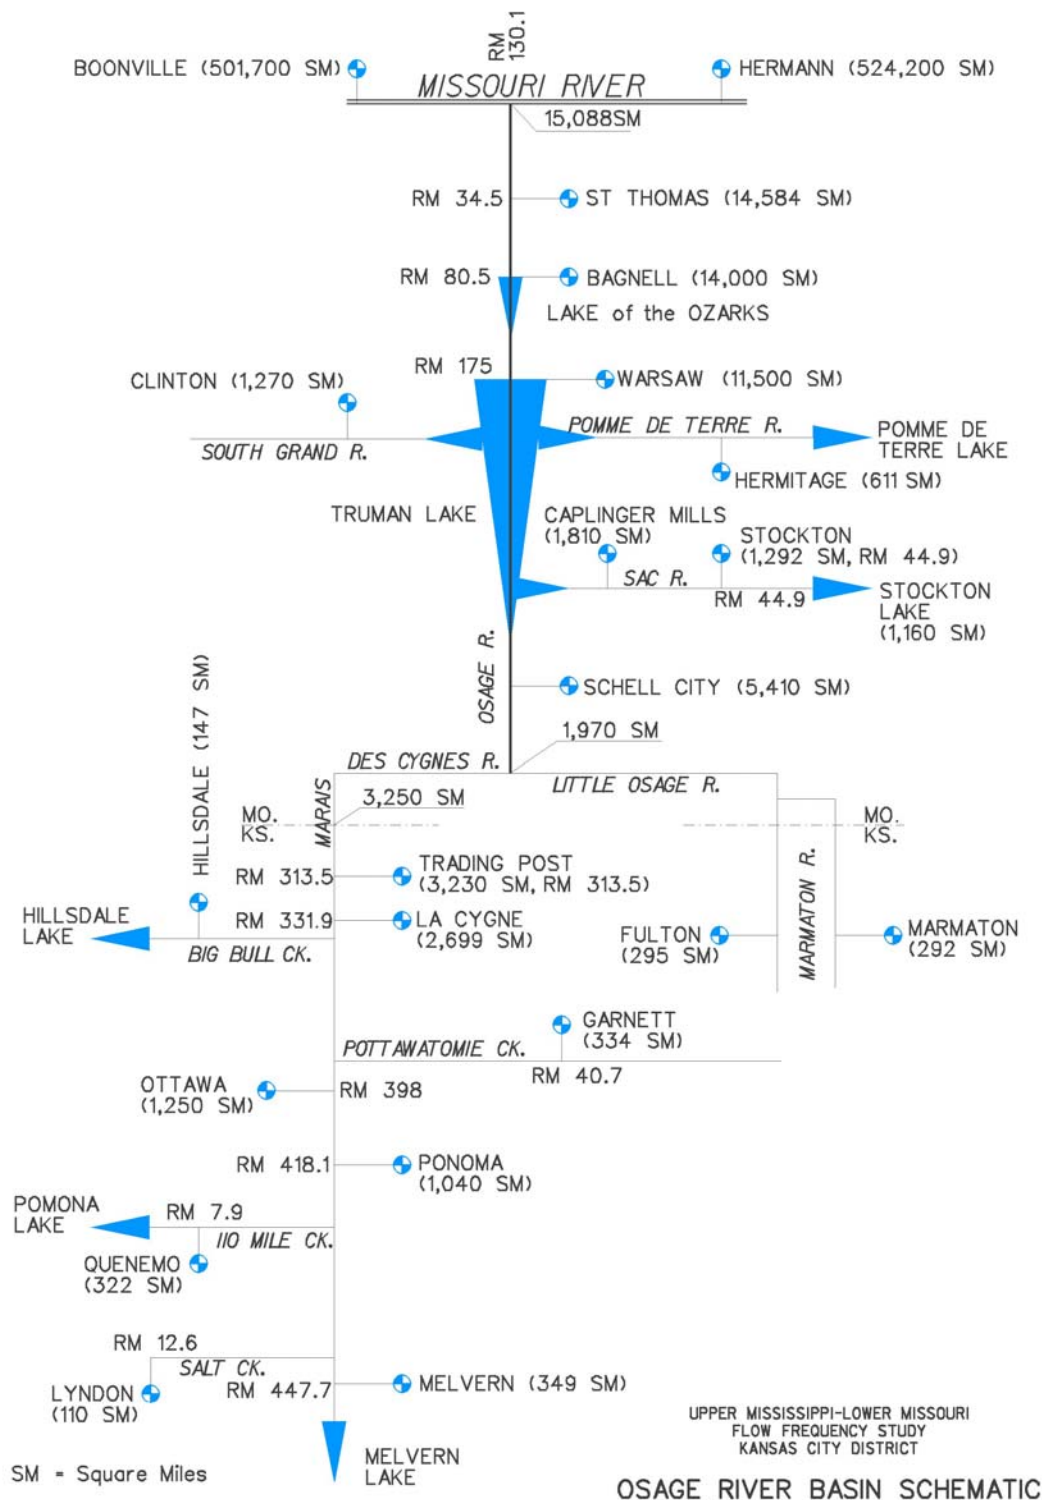 RM
130.1
BOONVILLE (501,700 SM)
HERMANN (524,200 SM)
MISSOURI RIVER
15,088SM
RM 34.5
ST THOMAS (14,584 SM)
RM 80.5
BAGNELL (14,000 SM)
LAKE of the OZARKS
RM 175
WARSAW (11,500 SM)
CLINTON (1,270 SM)
POMME DE TERRE R.
SOUTH GRAND R.
POMME DE
TERRE LAKE
HERMITAGE (611 SM)
TRUMAN LAKE
CAPLINGER MILLS
(1,810 SM)
STOCKTON
(1,292 SM, RM 44.9)
SAC R.
RM 44.9
STOCKTON
LAKE
(1,160 SM)
OSAGE R.
SCHELL CITY (5,410 SM)
HILLSDALE (147 SM)
1,970 SM
DES CYGNES R.
LITTLE OSAGE R.
MARAIS
3,250 SM
MO.
KS.
MO.
KS.
RM 313.5
TRADING POST
(3,230 SM, RM 313.5)
MARMATON R.
RM 331.9
LA CYGNE
(2,699 SM)
HILLSDALE
LAKE
BIG BULL CK.
FULTON
(295 SM)
MARMATON
(292 SM)
GARNETT
(334 SM)
POTTAWATOMIE CK.
RM 40.7
OTTAWA
(1,250 SM)
RM 398
RM 418.1
PONOMA
(1,040 SM)
POMONA
LAKE
RM 7.9
110 MILE CK.
QUENEMO
(322 SM)
RM 12.6
SALT CK.
LYNDON
(110 SM)
RM 447.7
MELVERN (349 SM)
MELVERN
LAKE
SM = Square Miles
UPPER MISSISSIPPI-LOWER MISSOURI
FLOW FREQUENCY STUDY
KANSAS CITY DISTRICT
OSAGE RIVER BASIN SCHEMATIC